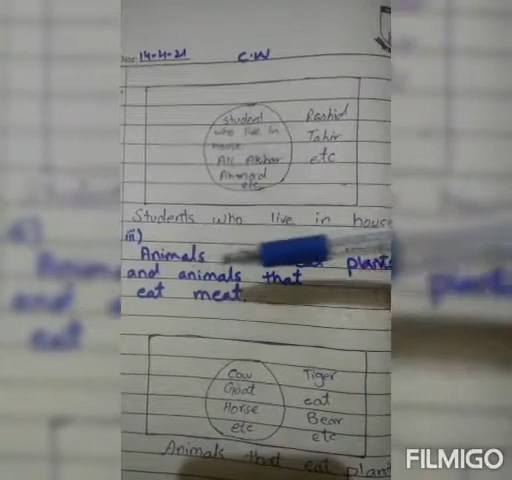 Date: 14-4-21 C.W
Student
who live in
house
Ali Akbar
Ahmad
etc
Rashid
Tahir
etc
Students who live in house
iii)
Animals eat plants
and animals that
eat meat.
Cow
Goat
Horse
etc
Tiger
cat
Bear
etc
Animals that eat plant
FILMIGO